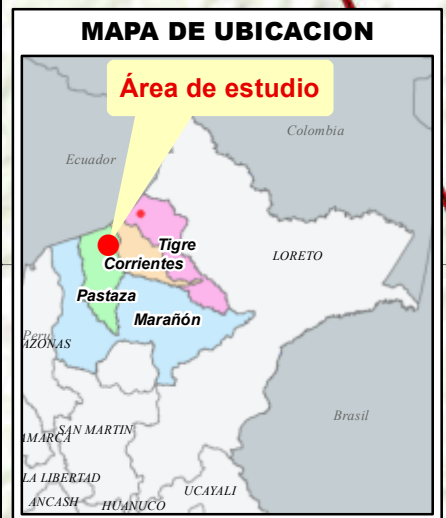 MAPA DE UBICACION
Área de estudio
Colombia
Ecuador
Tigre
LORETO
Corrientes
Pastaza
Marañón
Peru
AZONAS
Brasil
SAN MARTIN
AMARCA
LA LIBERTAD
UCAYALI
ANCASH
HUANUCO